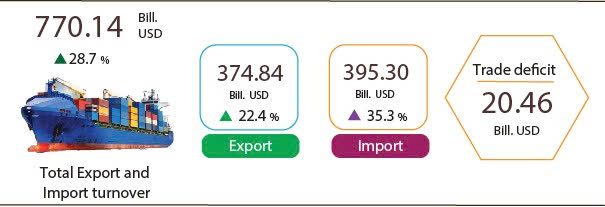 770.14
Bill.
USD
▲28.7 %
Total Export and
Import turnover
374.84
Bill. USD
▲ 22.4 %
Export
395.30
Bill. USD
▲ 35.3 %
Import
Trade deficit
20.46
Bill. USD